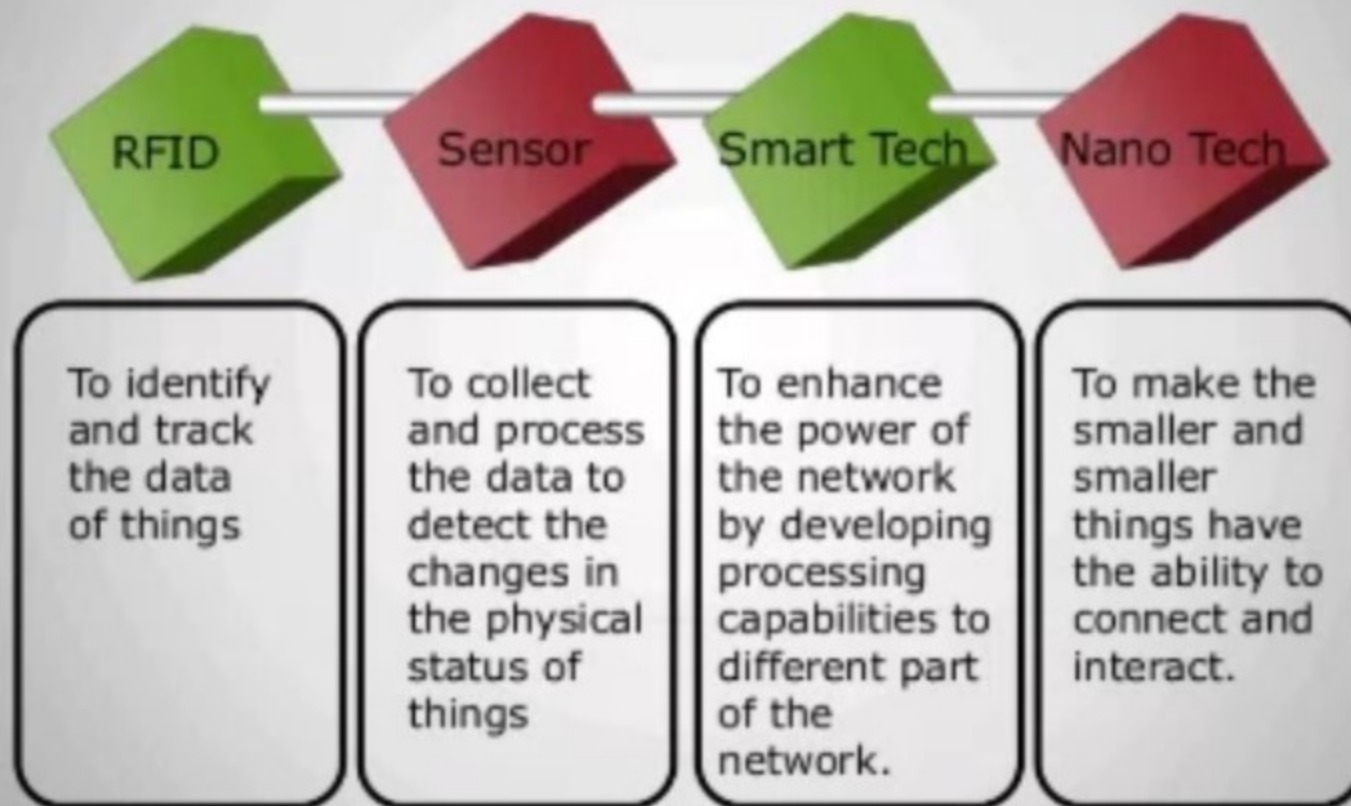 RFID
Sensor
Smart Tech
Nano Tech
To identify
and track
the data
of things
To collect
and process
the data to
detect the
changes in
the physical
status of
things
To enhance
the power of
the network
by developing
processing
capabilities to
different part
of the
network.
To make the
smaller and
smaller
things have
the ability to
connect and
interact.